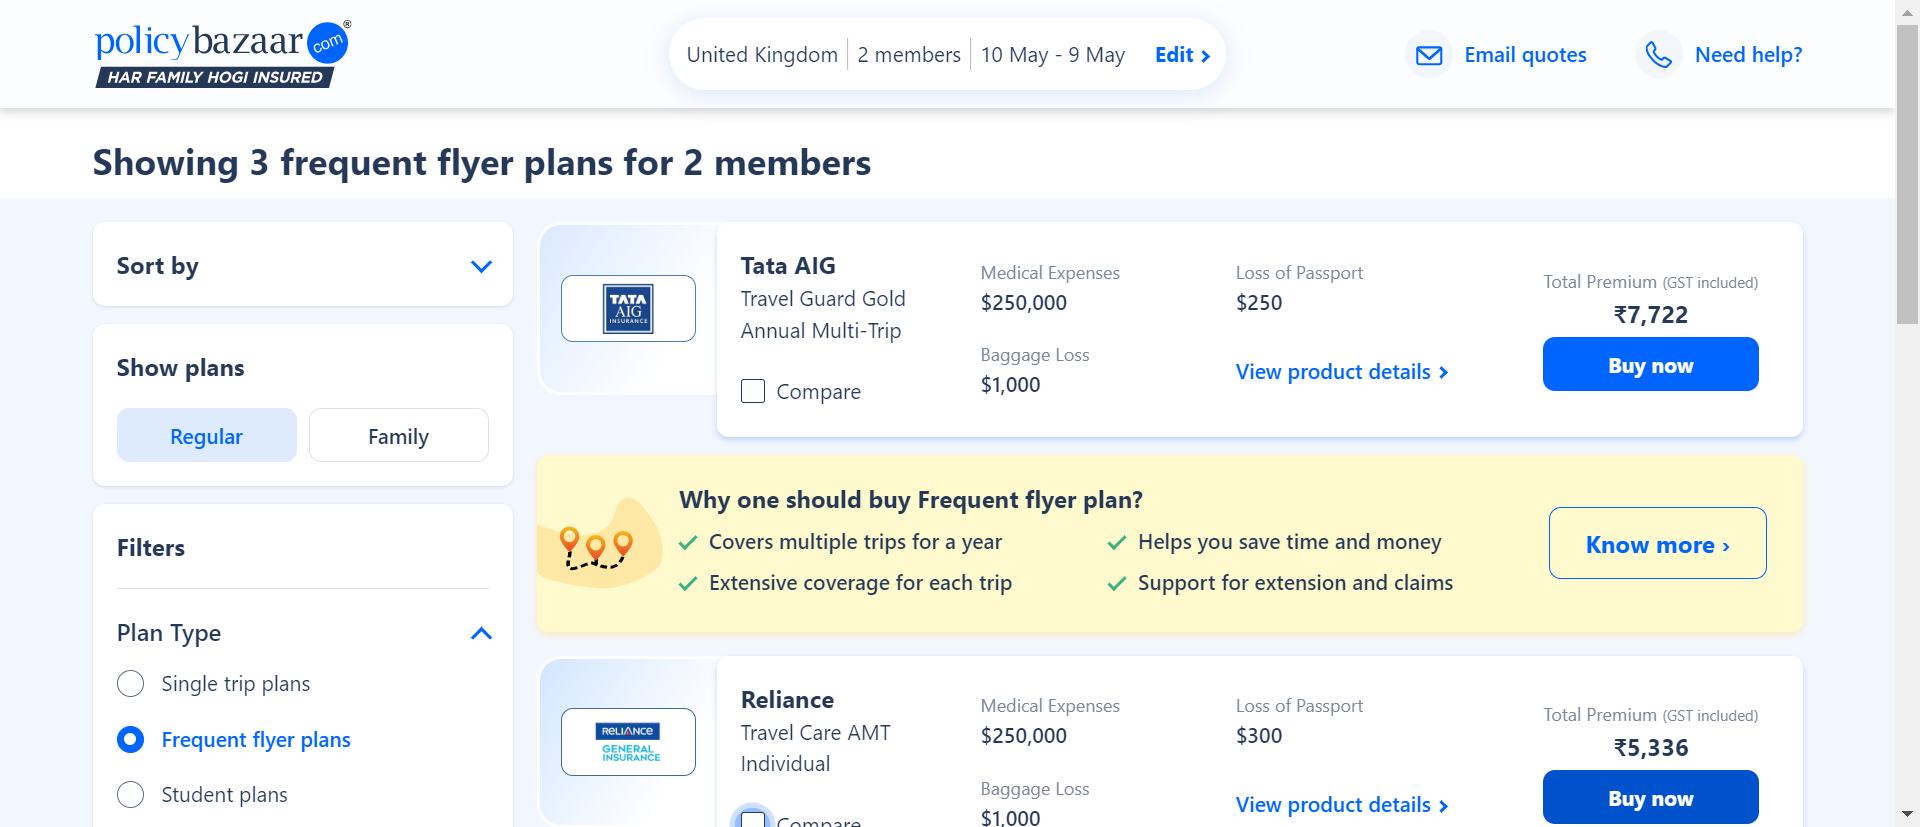 policybazaar.com®
HAR FAMILY HOGI INSURED
United Kingdom | 2 members | 10 May - 9 May Edit ›
Email quotes
Need help?
Showing 3 frequent flyer plans for 2 members
Sort by
Show plans
Regular
Family
Filters
Plan Type
Single trip plans
Frequent flyer plans
Student plans
TATA
AIG
INSURANCE
Tata AIG
Travel Guard Gold
Annual Multi-Trip
Compare
Medical Expenses
$250,000
Baggage Loss
$1,000
Loss of Passport
$250
View product details ›
Total Premium (GST included)
₹7,722
Buy now
Why one should buy Frequent flyer plan?
Covers multiple trips for a year
Helps you save time and money
Extensive coverage for each trip
Support for extension and claims
Know more ›
RELIANCE
GENERAL
INSURANCE
Reliance
Travel Care AMT
Individual
Compare
Medical Expenses
$250,000
Baggage Loss
$1,000
Loss of Passport
$300
View product details ›
Total Premium (GST included)
₹5,336
Buy now